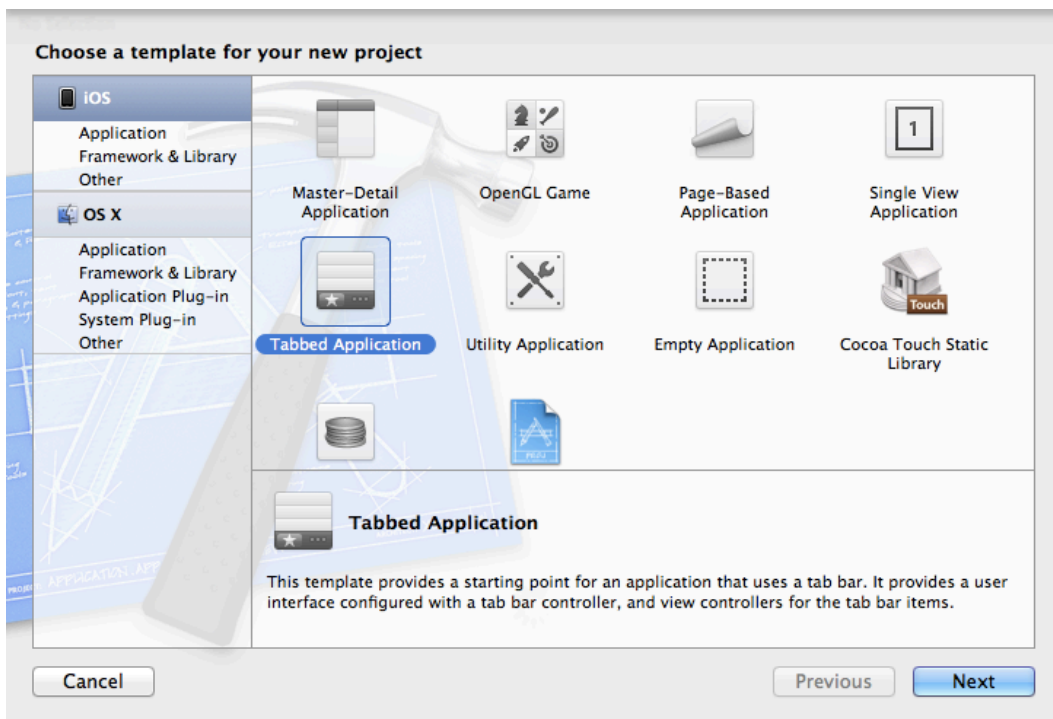 Choose a template for your new project
iOS
Application
Framework & Library
Other
OS X
Application
Framework & Library
Application Plug-in
System Plug-in
Other
Master-Detail
Application
OpenGL Game
Page-Based
Application
1
Single View
Application
Tabbed Application
Utility Application
Empty Application
Touch
Cocoa Touch Static
Library
Tabbed Application
This template provides a starting point for an application that uses a tab bar. It provides a user
interface configured with a tab bar controller, and view controllers for the tab bar items.
Cancel
Previous
Next